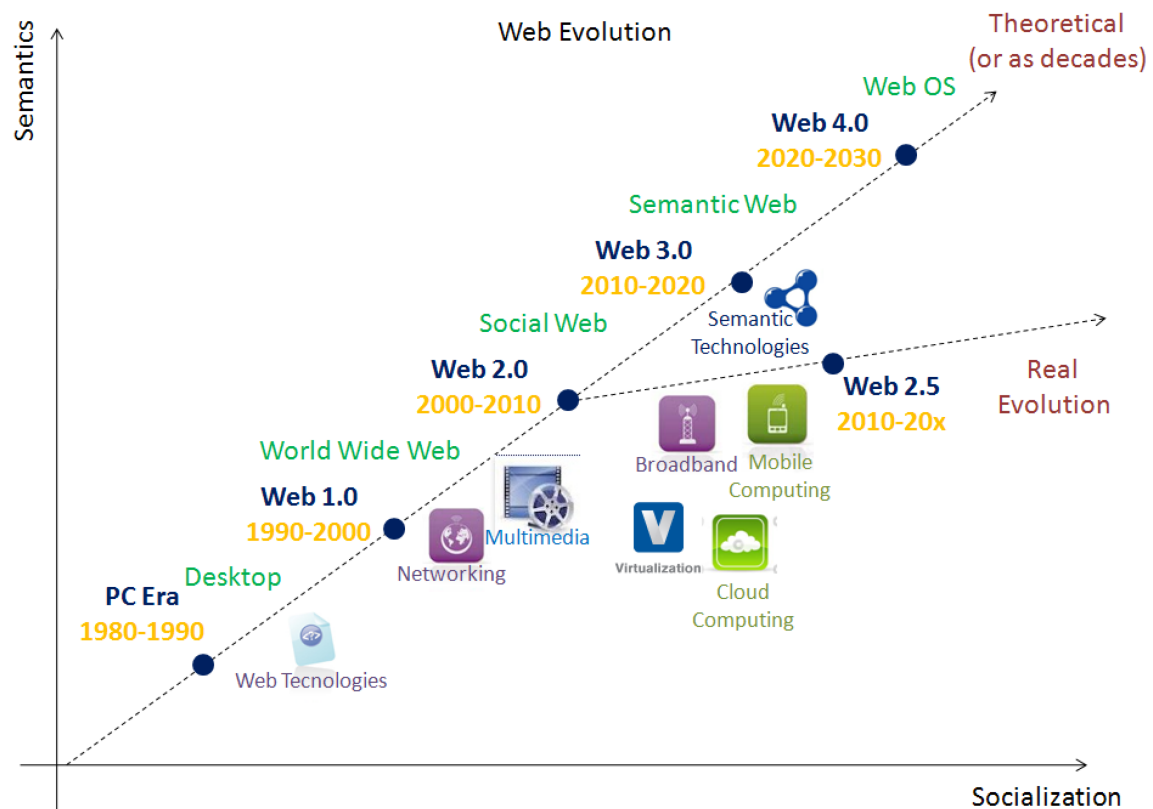 Web Evolution
Theoretical
(or as decades)
Semantics
Web OS
Web 4.0
2020-2030
Semantic Web
Web 3.0
2010-2020
Semantic
Technologies
Social Web
Web 2.0
2000-2010
Web 2.5
2010-20x
Real
Evolution
World Wide Web
Web 1.0
1990-2000
Broadband
Mobile
Computing
Multimedia
Networking
V
Virtualization
Cloud
Computing
Desktop
PC Era
1980-1990
<?>
Web Tecnologies
Socialization